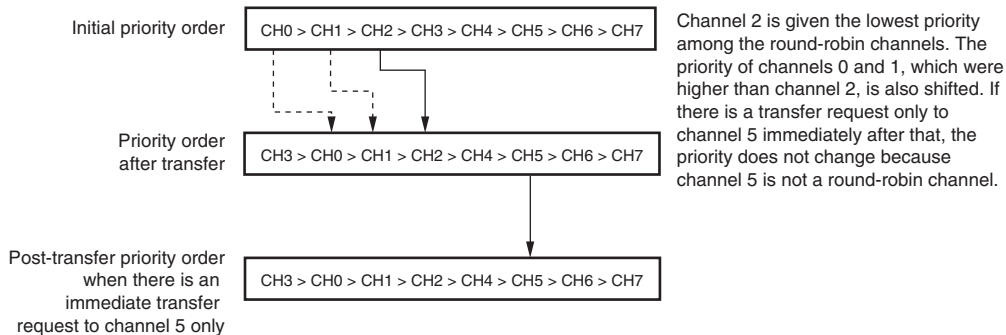 Initial priority order
CH0 > CH1 > CH2 > CH3 > CH4 > CH5 > CH6 > CH7
Priority order
after transfer
CH3 > CH0 > CH1 > CH2 > CH4 > CH5 > CH6 > CH7
Post-transfer priority order
when there is an
immediate transfer
request to channel 5 only
CH3 > CH0 > CH1 > CH2 > CH4 > CH5 > CH6 > CH7
Channel 2 is given the lowest priority
among the round-robin channels. The
priority of channels 0 and 1, which were
higher than channel 2, is also shifted. If
there is a transfer request only to
channel 5 immediately after that, the
priority does not change because
channel 5 is not a round-robin channel.